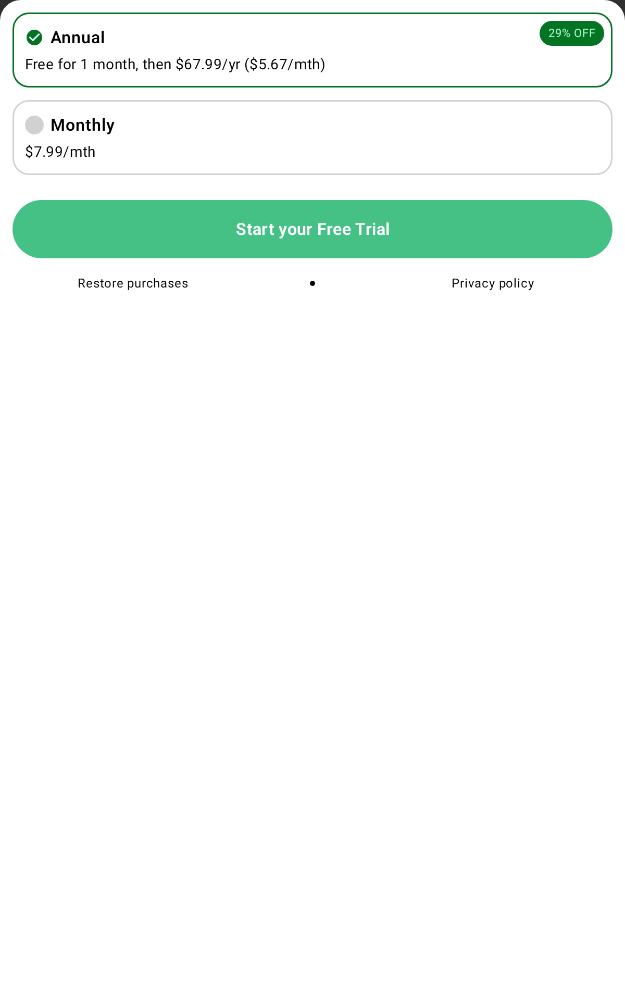 Annual
29% OFF
Free for 1 month, then $67.99/yr ($5.67/mth)
Monthly
$7.99/mth
Start your Free Trial
Restore purchases • Privacy policy